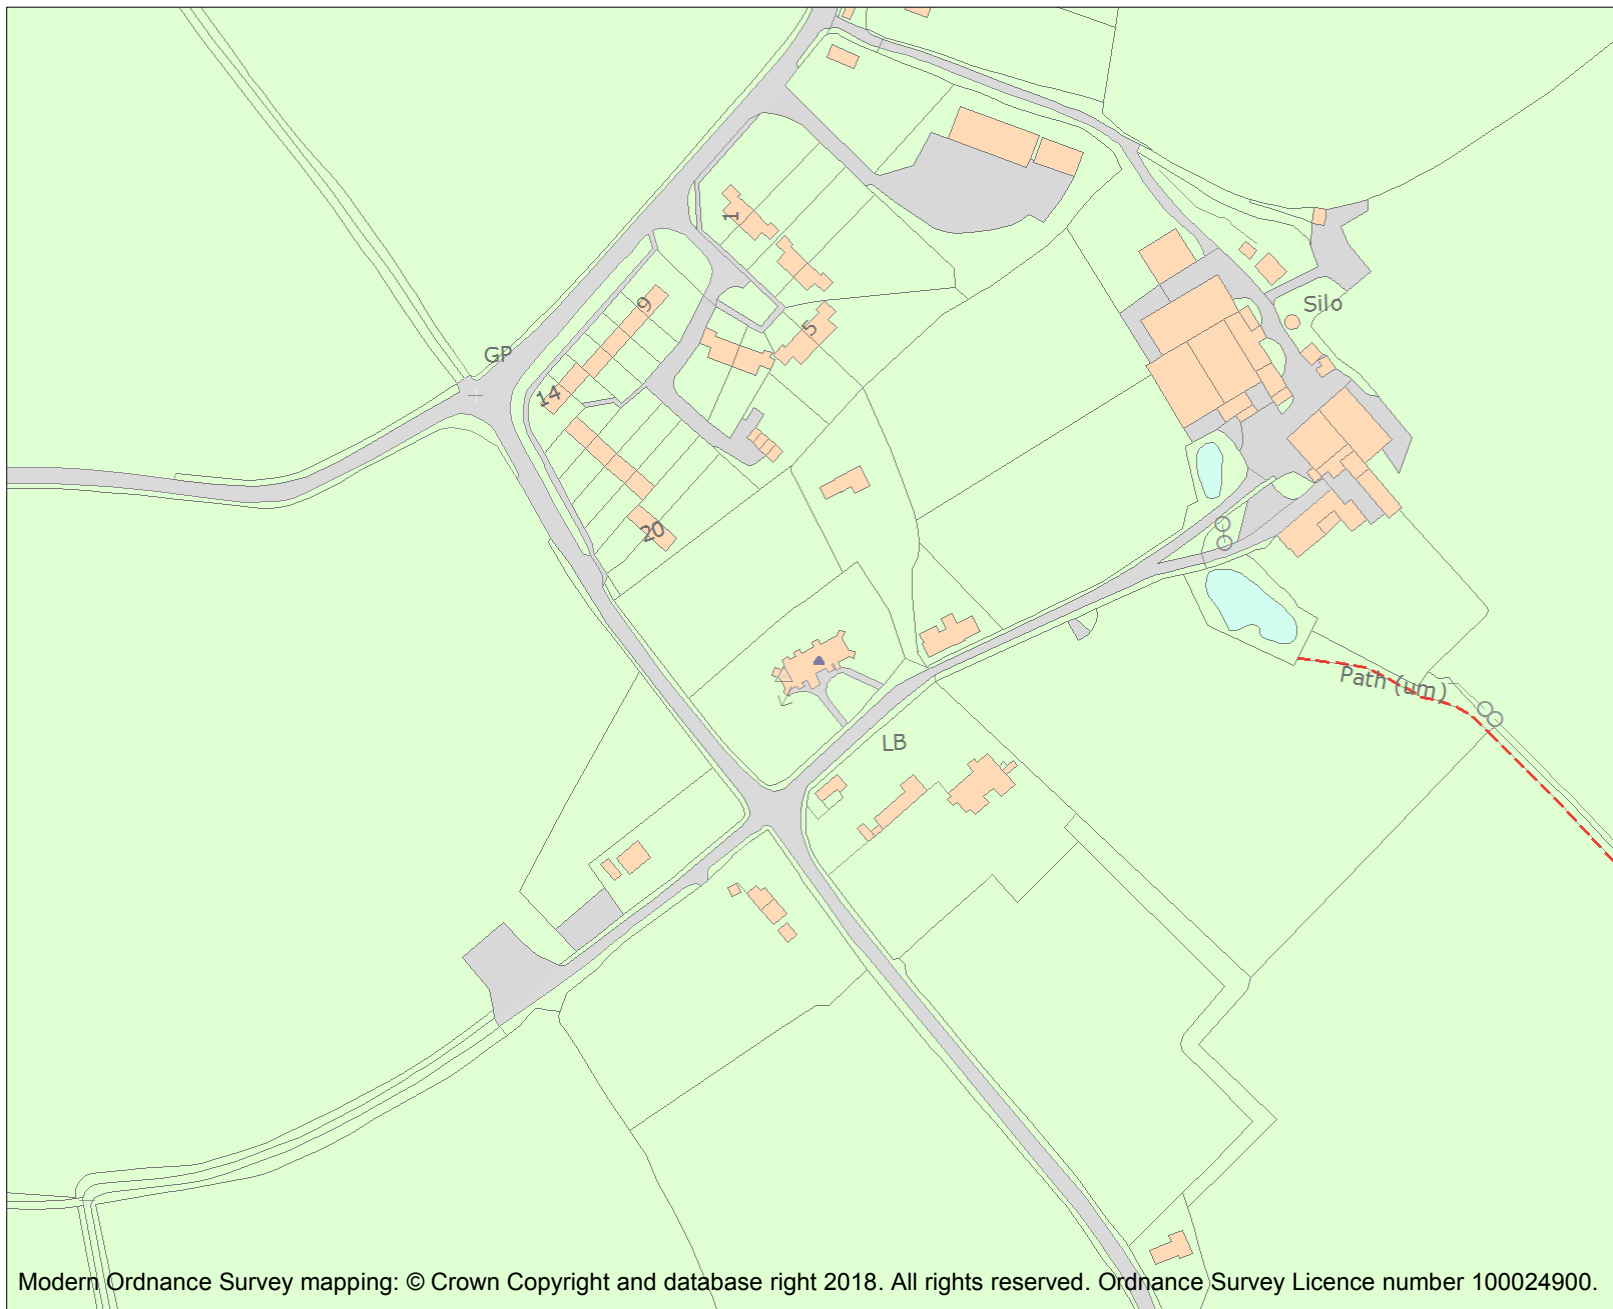 1
Silo
9
5
GP
14
20
Path (um)
LB
Modern Ordnance Survey mapping: © Crown Copyright and database right 2018. All rights reserved. Ordnance Survey Licence number 100024900.